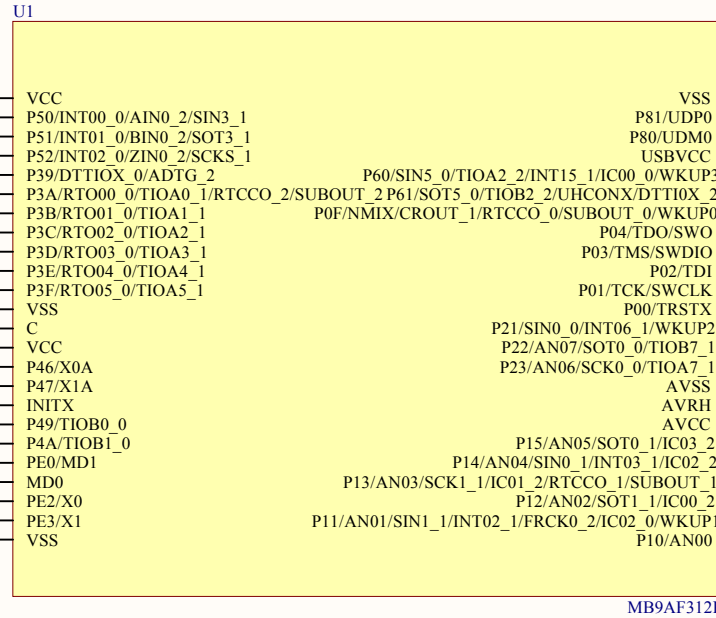 U1
VCC
P50/INT00_0/AIN0_2/SIN3_1
P51/INT01_0/BIN0_2/SOT3_1
P52/INT02_0/ZIN0_2/SCKS_1
P39/DTTIOX_0/ADTG_2
P3A/RTO00_0/TIOA0_1/RTCCO_2/SUBOUT_2
P3B/RTO01_0/TIOA1_1
P3C/RTO02_0/TIOA2_1
P3D/RTO03_0/TIOA3_1
P3E/RTO04_0/TIOA4_1
P3F/RTO05_0/TIOA5_1
VSS
C
VCC
P46/X0A
P47/X1A
INITX
P49/TIOB0_0
P4A/TIOB1_0
PE0/MD1
MD0
PE2/X0
PE3/X1
VSS
VSS
P81/UDP0
P80/UDM0
USBVCC
P60/SIN5_0/TIOA2_2/INT15_1/IC00_0/WKUP3
P61/SOT5_0/TIOB2_2/UHCONX/DTTI0X_2
P0F/NMIX/CROUT_1/RTCCO_0/SUBOUT_0/WKUP0
P04/TDO/SWO
P03/TMS/SWDIO
P02/TDI
P01/TCK/SWCLK
P00/TRSTX
P21/SIN0_0/INT06_1/WKUP2
P22/AN07/SOT0_0/TIOB7_1
P23/AN06/SCK0_0/TIOA7_1
AVSS
AVRH
AVCC
P15/AN05/SOT0_1/IC03_2
P14/AN04/SIN0_1/INT03_1/IC02_2
P13/AN03/SCK1_1/IC01_2/RTCCO_1/SUBOUT_1
P12/AN02/SOT1_1/IC00_2
P11/AN01/SIN1_1/INT02_1/FRCK0_2/IC02_0/WKUP1
P10/AN00